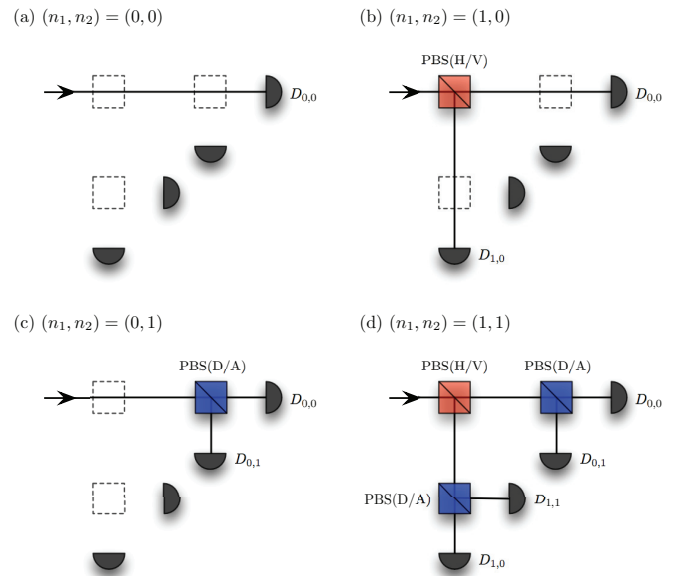 (a) (n₁, n₂) = (0, 0)
(b) (n₁, n₂) = (1, 0)
PBS(H/V)
D₀,₀
D₀,₀
D₁,₀
(c) (n₁, n₂) = (0, 1)
(d) (n₁, n₂) = (1, 1)
PBS(D/A)
PBS(H/V)
PBS(D/A)
D₀,₀
D₀,₀
D₀,₁
D₀,₁
PBS(D/A)
D₁,₁
D₁,₀